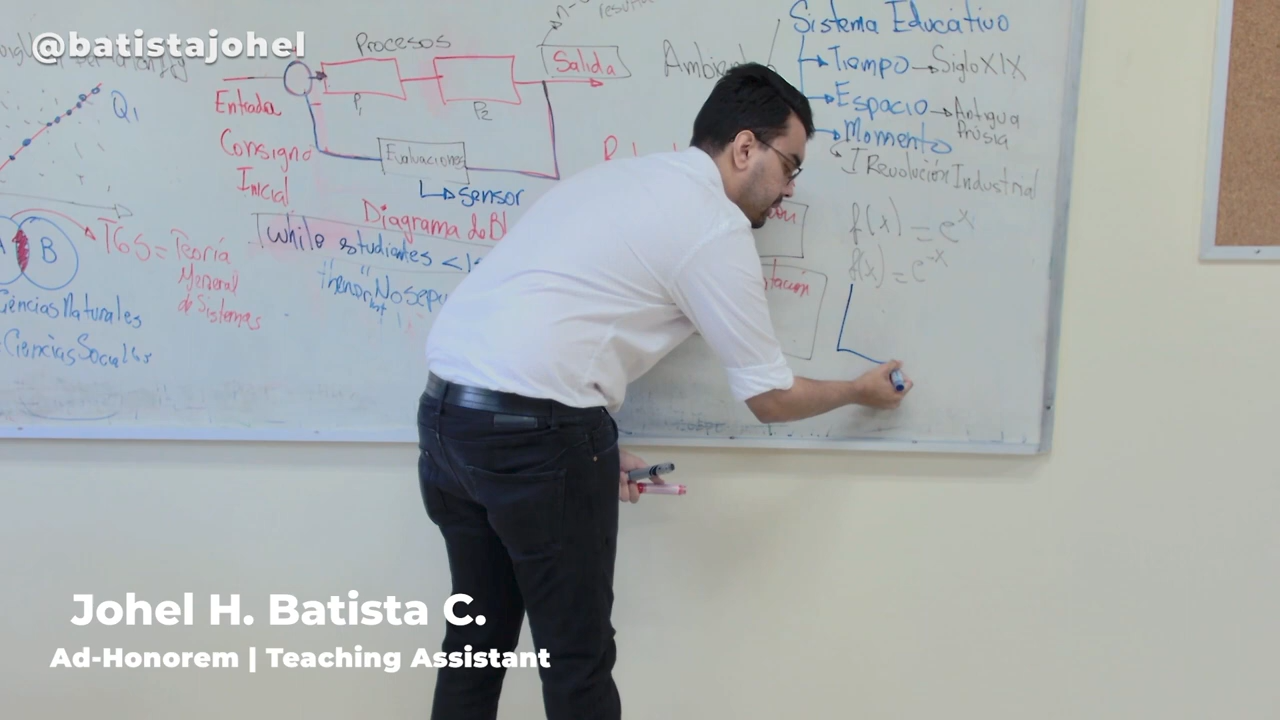 @batistajohel
Procesos
Salida
Sistema Educativo
Tiempo → Siglo XIX
Espacio → Antigua
Prusia
Momento
I Revolución Industrial
Q1
P1
P2
Entrada
Consigna
Inicial
Evaluaciones
sensor
Diagrama de Bl
while estudiantes <
B
TGS = Teoría
General
de Sistemas
Ciencias Naturales
Ciencias Sociales
f(x) = e^x
f(x) = e^-x
Johel H. Batista C.
Ad-Honorem | Teaching Assistant